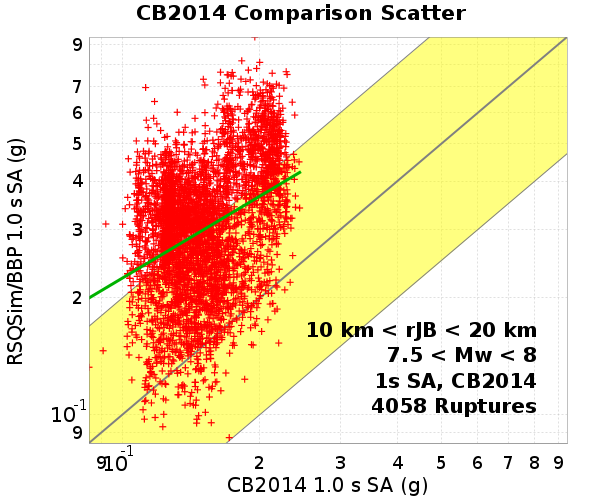 CB2014 Comparison Scatter
RSQSim/BBP 1.0 s SA (g)
9
7
6
5
4
3
2
10-1
9
10 km < rJB < 20 km
7.5 < Mw < 8
1s SA, CB2014
4058 Ruptures
9 10-1 2 3 4 5 6 7 8 9
CB2014 1.0 s SA (g)